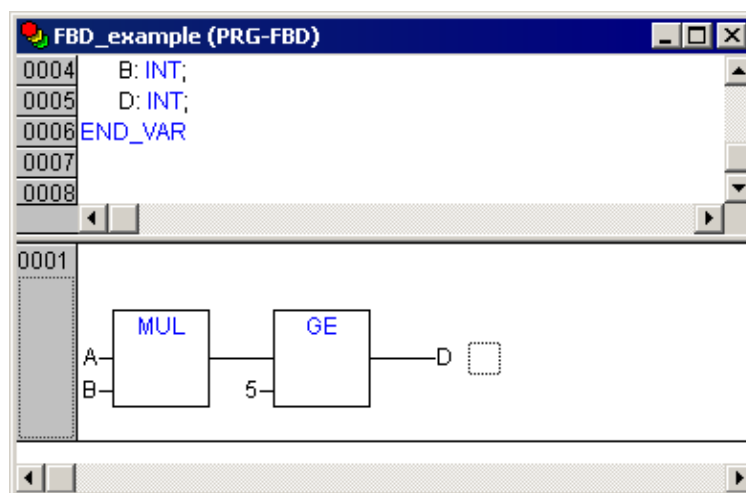 FBD_example (PRG-FBD)
0004 B: INT;
0005 D: INT;
0006 END_VAR
0007
0008
0001
MUL GE
A D
B 5